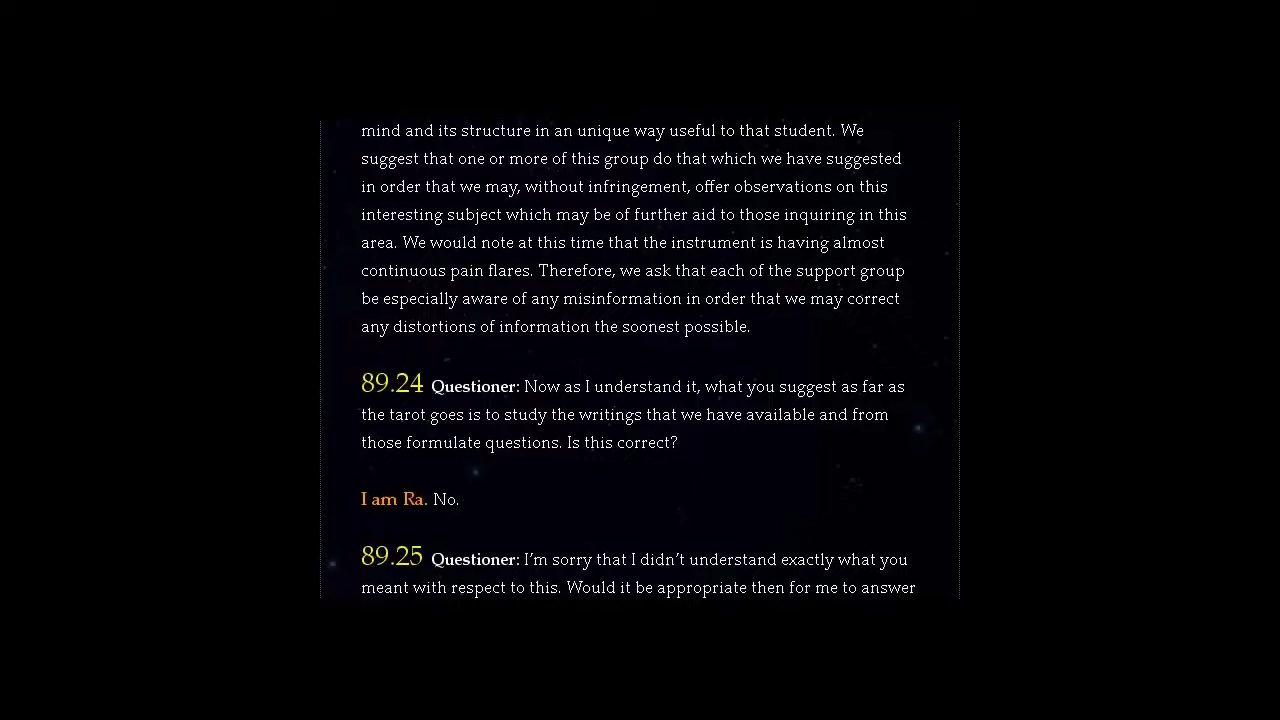 mind and its structure in an unique way useful to that student. We
suggest that one or more of this group do that which we have suggested
in order that we may, without infringement, offer observations on this
interesting subject which may be of further aid to those inquiring in this
area. We would note at this time that the instrument is having almost
continuous pain flares. Therefore, we ask that each of the support group
be especially aware of any misinformation in order that we may correct
any distortions of information the soonest possible.
89.24 Questioner: Now as I understand it, what you suggest as far as
the tarot goes is to study the writings that we have available and from
those formulate questions. Is this correct?
I am Ra. No.
89.25 Questioner: I’m sorry that I didn’t understand exactly what you
meant with respect to this. Would it be appropriate then for me to answer